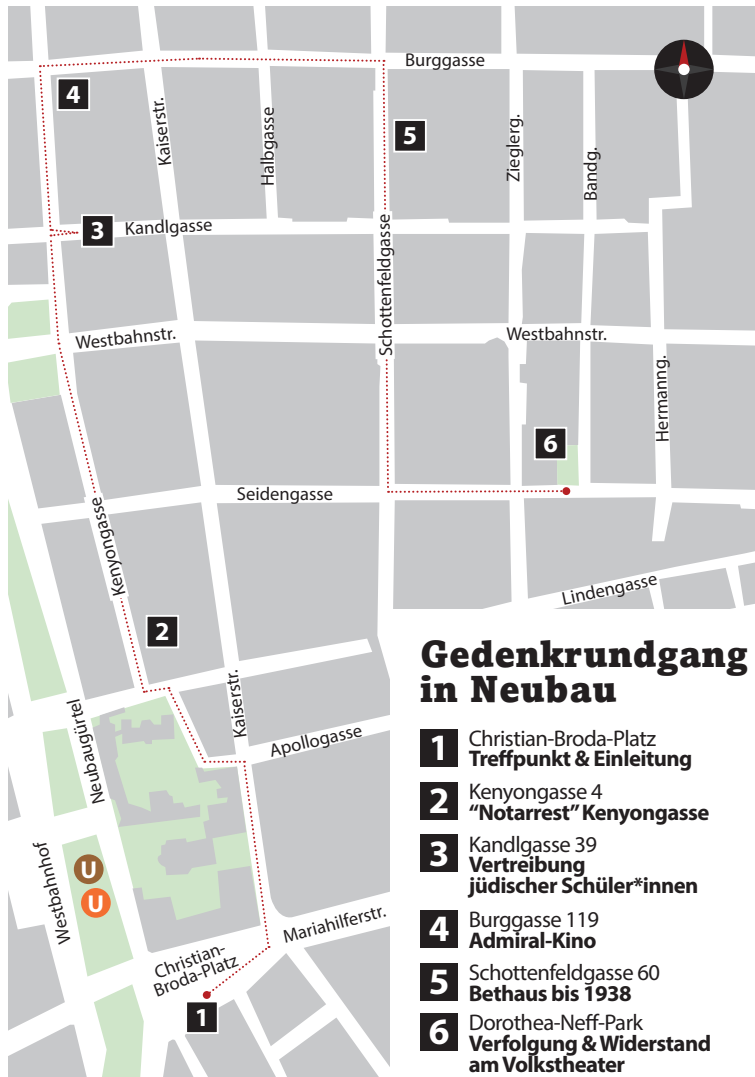 Burggasse
4
Kaiserstr.
Halbgasse
5
Zieglerg.
Bandg.
3
Kandlgasse
Schottenfeldgasse
Westbahnstr.
Westbahnstr.
Hermanng.
6
Seidengasse
Kenyongasse
Lindengasse
2
Kaiserstr.
Neubaugürtel
Apollogasse
Westbahnhof
U
U
Mariahilferstr.
Christian-
Broda-Platz
1
Gedenkrundgang
in Neubau
1 Christian-Broda-Platz
Treffpunkt & Einleitung
2 Kenyongasse 4
“Notarrest” Kenyongasse
3 Kandlgasse 39
Vertreibung
jüdischer Schüler*innen
4 Burggasse 119
Admiral-Kino
5 Schottenfeldgasse 60
Bethaus bis 1938
6 Dorothea-Neff-Park
Verfolgung & Widerstand
am Volkstheater